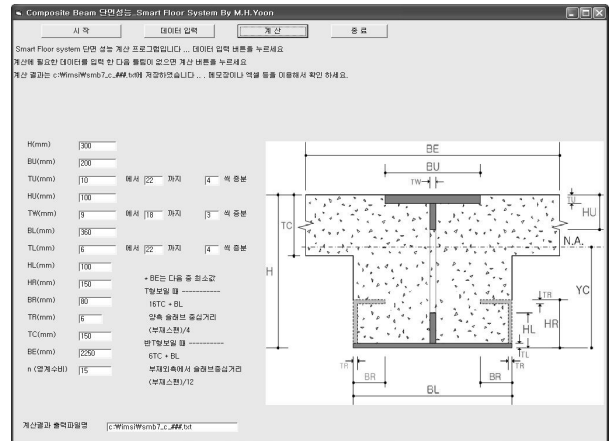 Composite Beam 단면성능..Smart Floor System By M.H.Yoon
시 작 데이터 입력 계 산 종 료
Smart Floor system 단면 성능 계산 프로그램입니다 ... 데이터 입력 버튼을 누르세요
계산에 필요한 데이터를 입력 한 다음 틀림이 없으면 계산 버튼을 누르세요
계산 결과는 c:\imsi\smb7_c_###.txt에 저장하였습니다 .. , 메모장이나 엑셀 등을 이용해서 확인 하세요.
H(mm) 300
BU(mm) 200
TU(mm) 10 에서 22 까지 4 씩 증분
HU(mm) 100
TW(mm) 9 에서 18 까지 3 씩 증분
BL(mm) 360
TL(mm) 6 에서 22 까지 4 씩 증분
HL(mm) 100
HR(mm) 150
BR(mm) 80
TR(mm) 6
TC(mm) 150
BE(mm) 2250
n (영계수비) 15
+ BE는 다음 중 최소값
T형보일 때 -----------
16TC + BL
양측 슬래브 중심거리
(부재스팬)/4
반T형보일 때 -----------
6TC + BL
부재외측에서 슬래브중심거리
(부재스팬)/12
계산결과 출력파일명 c:\imsi\smb7_c_###.txt
BE
BU
TW
TU
HU
TC
N.A.
H
YC
TR
HL
HR
TL
TR
TR
BR
BR
BL